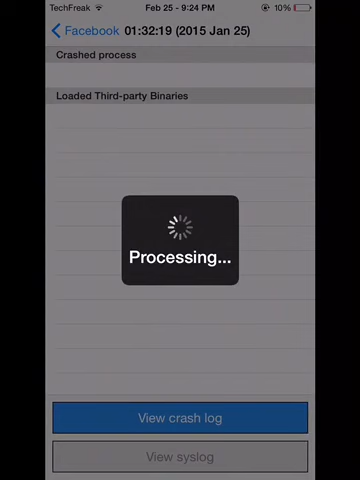 TechFreak Feb 25 - 9:24 PM 10%
Facebook 01:32:19 (2015 Jan 25)
Crashed process
Loaded Third-party Binaries
Processing...
View crash log
View syslog